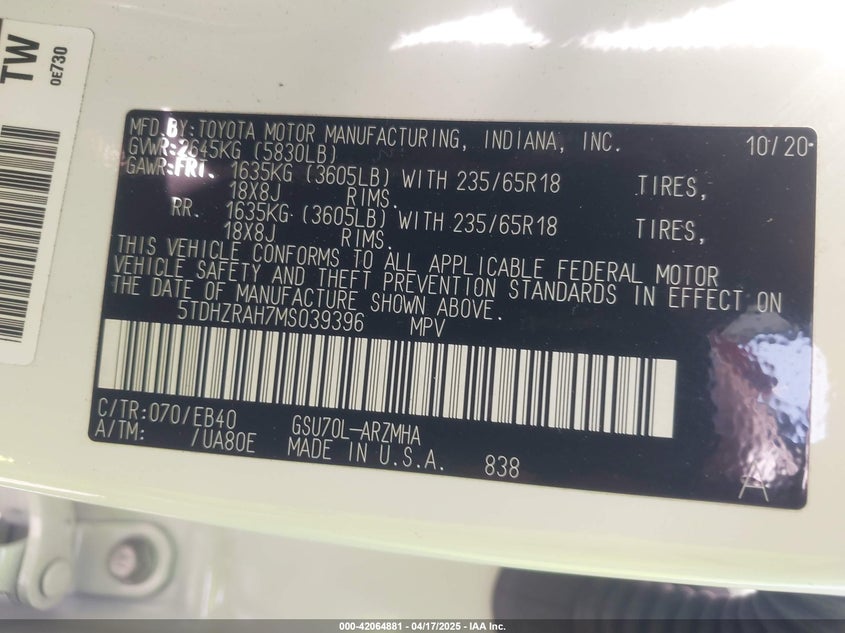 TW
0E730
MFD.BY:TOYOTA MOTOR MANUFACTURING, INDIANA, INC. 10/20
GVWR:2645KG (5830LB)
GAWR:FRT. 1635KG (3605LB) WITH 235/65R18 TIRES,
18X8J RIMS.
RR. 1635KG (3605LB) WITH 235/65R18 TIRES,
18X8J RIMS.
THIS VEHICLE CONFORMS TO ALL APPLICABLE FEDERAL MOTOR
VEHICLE SAFETY AND THEFT PREVENTION STANDARDS IN EFFECT ON
THE DATE OF MANUFACTURE SHOWN ABOVE.
5TDHZRAH7MS039396 MPV
C/TR:070/EB40 GSU70L-ARZMHA
A/TM: /UA80E MADE IN U.S.A. 838
A
000-42064881 - 04/17/2025 - IAA Inc.